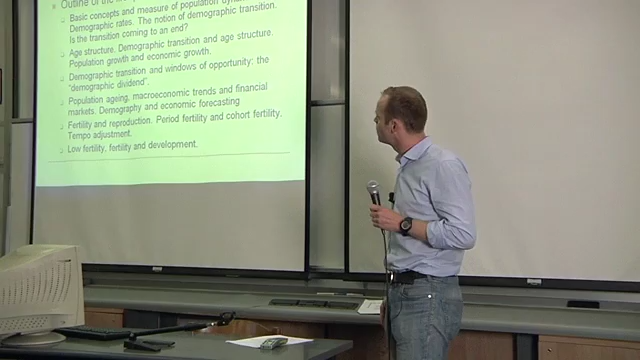 Outline of the
Basic concepts and measure of population
Demographic rates. The notion of demographic transition.
Is the transition coming to an end?
Age structure. Demographic transition and age structure.
Population growth and economic growth.
Demographic transition and windows of opportunity: the
"demographic dividend".
Population ageing, macroeconomic trends and financial
markets. Demography and economic forecasting
Fertility and reproduction. Period fertility and cohort fertility.
Tempo adjustment.
Low fertility, fertility and development.